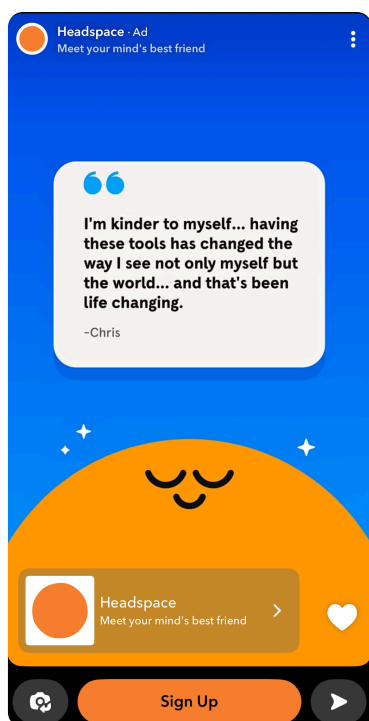 Headspace · Ad
Meet your mind's best friend
I'm kinder to myself... having
these tools has changed the
way I see not only myself but
the world... and that's been
life changing.
-Chris
Headspace
Meet your mind's best friend
Sign Up